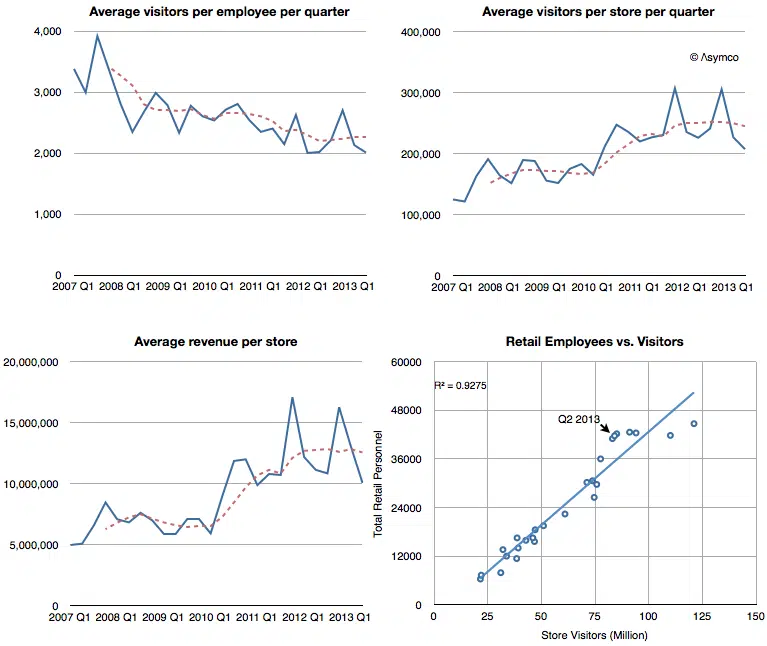 Average visitors per employee per quarter
4,000
3,000
2,000
1,000
0
2007 Q1 2008 Q1 2009 Q1 2010 Q1 2011 Q1 2012 Q1 2013 Q1
Average visitors per store per quarter
© Λsymco
400,000
300,000
200,000
100,000
0
2007 Q1 2008 Q1 2009 Q1 2010 Q1 2011 Q1 2012 Q1 2013 Q1
Average revenue per store
20,000,000
15,000,000
10,000,000
5,000,000
0
2007 Q1 2008 Q1 2009 Q1 2010 Q1 2011 Q1 2012 Q1 2013 Q1
Retail Employees vs. Visitors
60000
R² = 0.9275
Q2 2013
48000
36000
24000
12000
0
Total Retail Personnel
0 25 50 75 100 125 150
Store Visitors (Million)